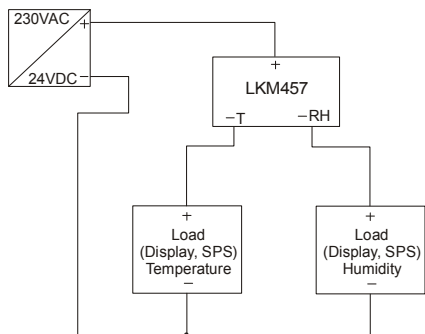 230VAC
+
24VDC
−
+
LKM457
−T −RH
+
Load
(Display, SPS)
Temperature
−
+
Load
(Display, SPS)
Humidity
−